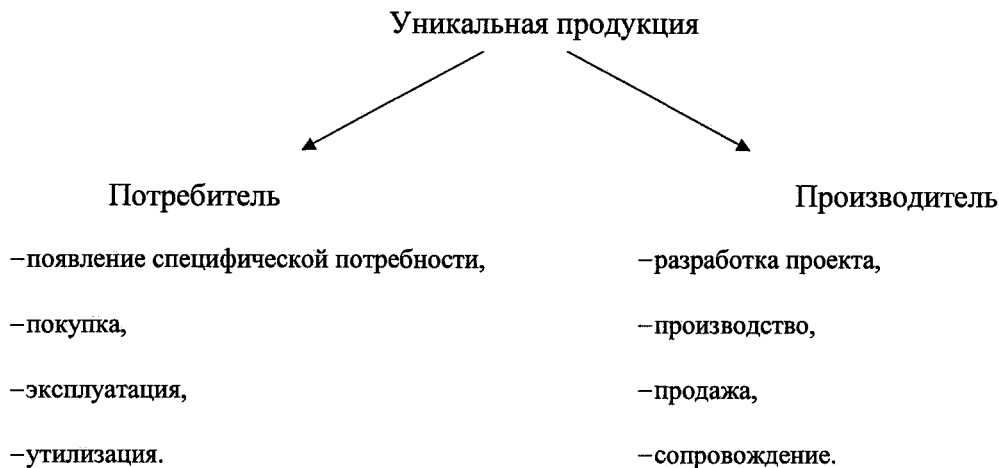 Уникальная продукция
Потребитель
Производитель
–появление специфической потребности,
–разработка проекта,
–покупка,
–производство,
–эксплуатация,
–продажа,
–утилизация.
–сопровождение.